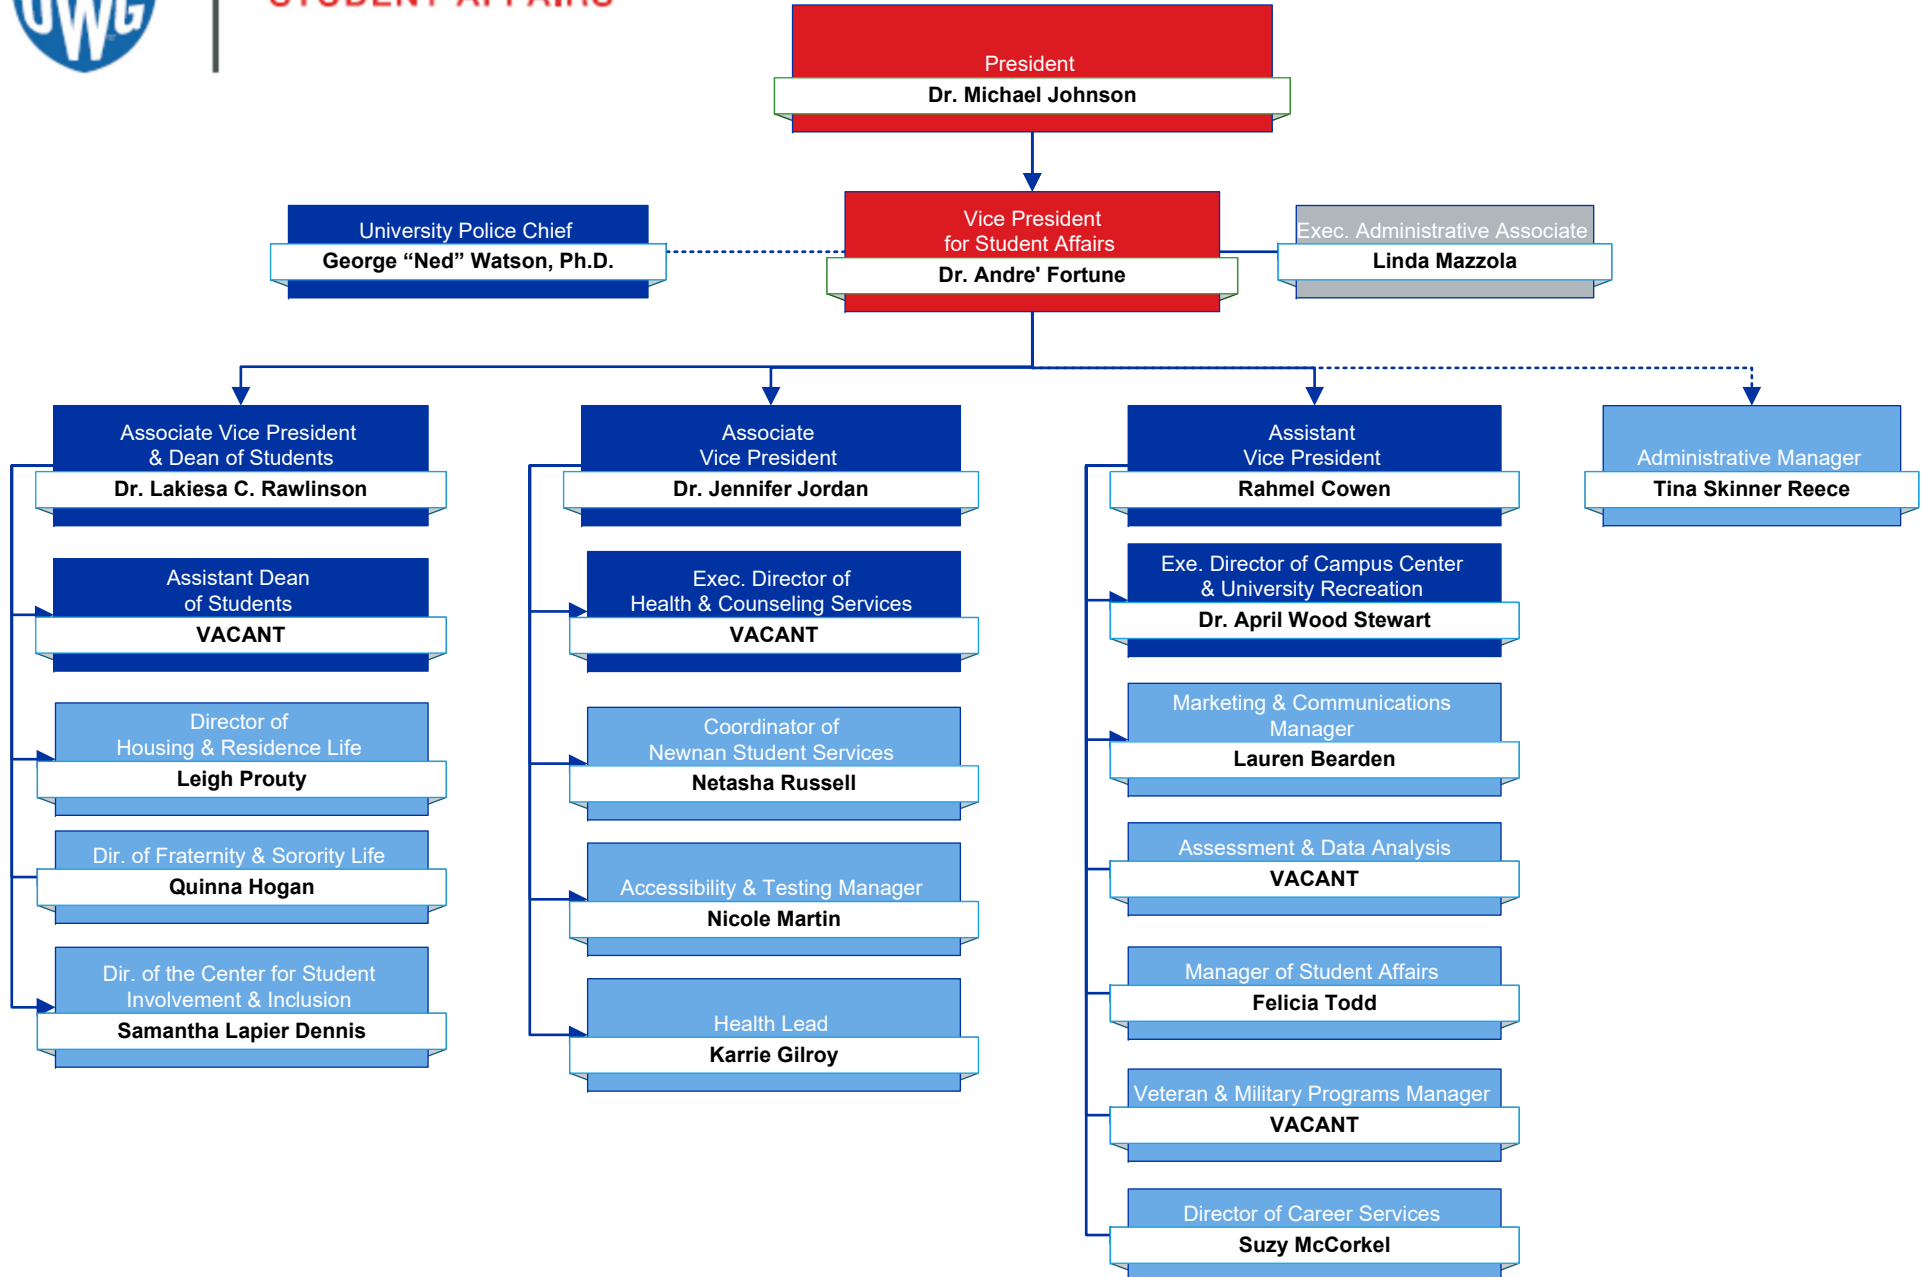 UWG
STUDENT AFFAIRS
President
Dr. Michael Johnson
University Police Chief
George “Ned” Watson, Ph.D.
Vice President
for Student Affairs
Dr. Andre' Fortune
Exec. Administrative Associate
Linda Mazzola
Associate Vice President
& Dean of Students
Dr. Lakiesa C. Rawlinson
Assistant Dean
of Students
VACANT
Director of
Housing & Residence Life
Leigh Prouty
Dir. of Fraternity & Sorority Life
Quinna Hogan
Dir. of the Center for Student
Involvement & Inclusion
Samantha Lapier Dennis
Associate
Vice President
Dr. Jennifer Jordan
Exec. Director of
Health & Counseling Services
VACANT
Coordinator of
Newnan Student Services
Netasha Russell
Accessibility & Testing Manager
Nicole Martin
Health Lead
Karrie Gilroy
Assistant
Vice President
Rahmel Cowen
Exe. Director of Campus Center
& University Recreation
Dr. April Wood Stewart
Marketing & Communications
Manager
Lauren Bearden
Assessment & Data Analysis
VACANT
Manager of Student Affairs
Felicia Todd
Veteran & Military Programs Manager
VACANT
Director of Career Services
Suzy McCorkel
Administrative Manager
Tina Skinner Reece